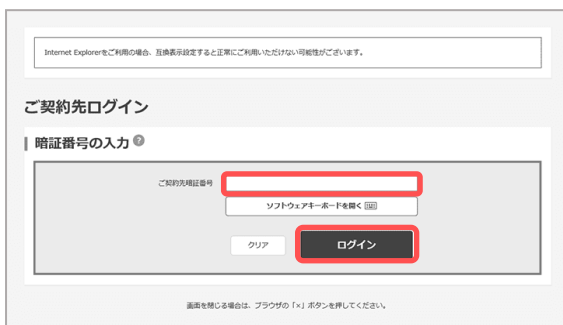 Internet Explorerをご利用の場合、互換表示設定すると正常にご利用いただけない可能性がございます。
ご契約先ログイン
暗証番号の入力 ?
ご契約先暗証番号
ソフトウェアキーボードを開く
クリア
ログイン
画面を閉じる場合は、ブラウザの「×」ボタンを押してください。